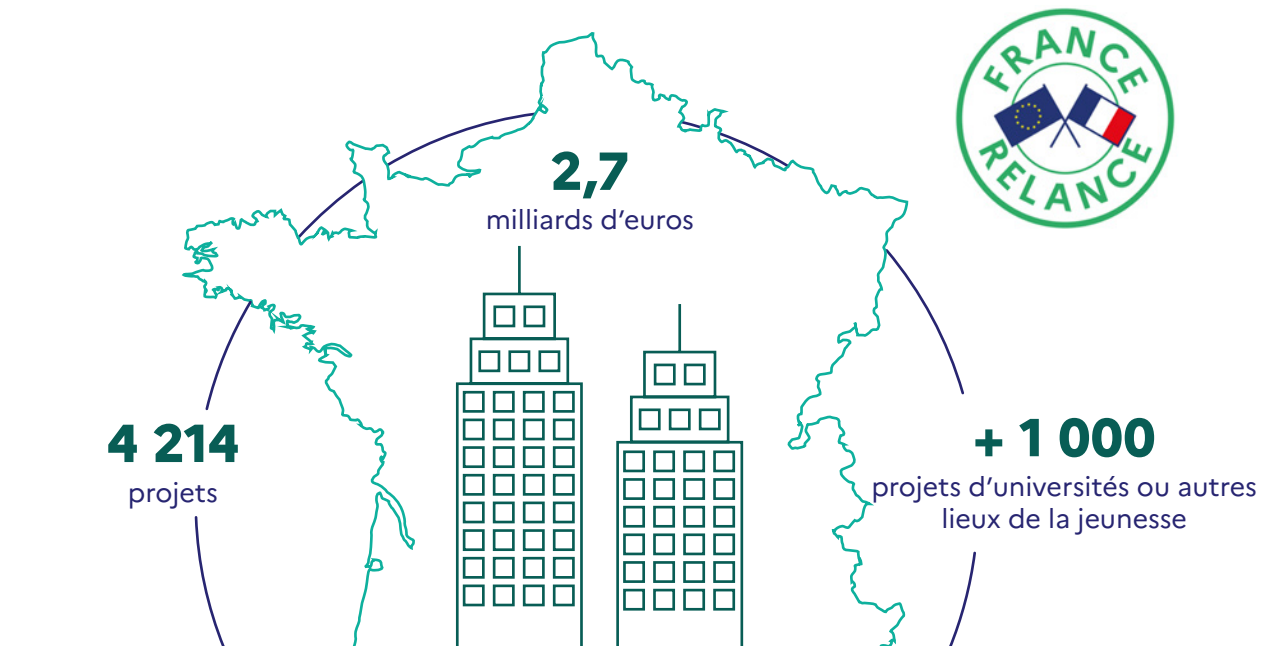 FRANCE
RELANCE
2,7
milliards d'euros
4 214
projets
+ 1 000
projets d'universités ou autres
lieux de la jeunesse